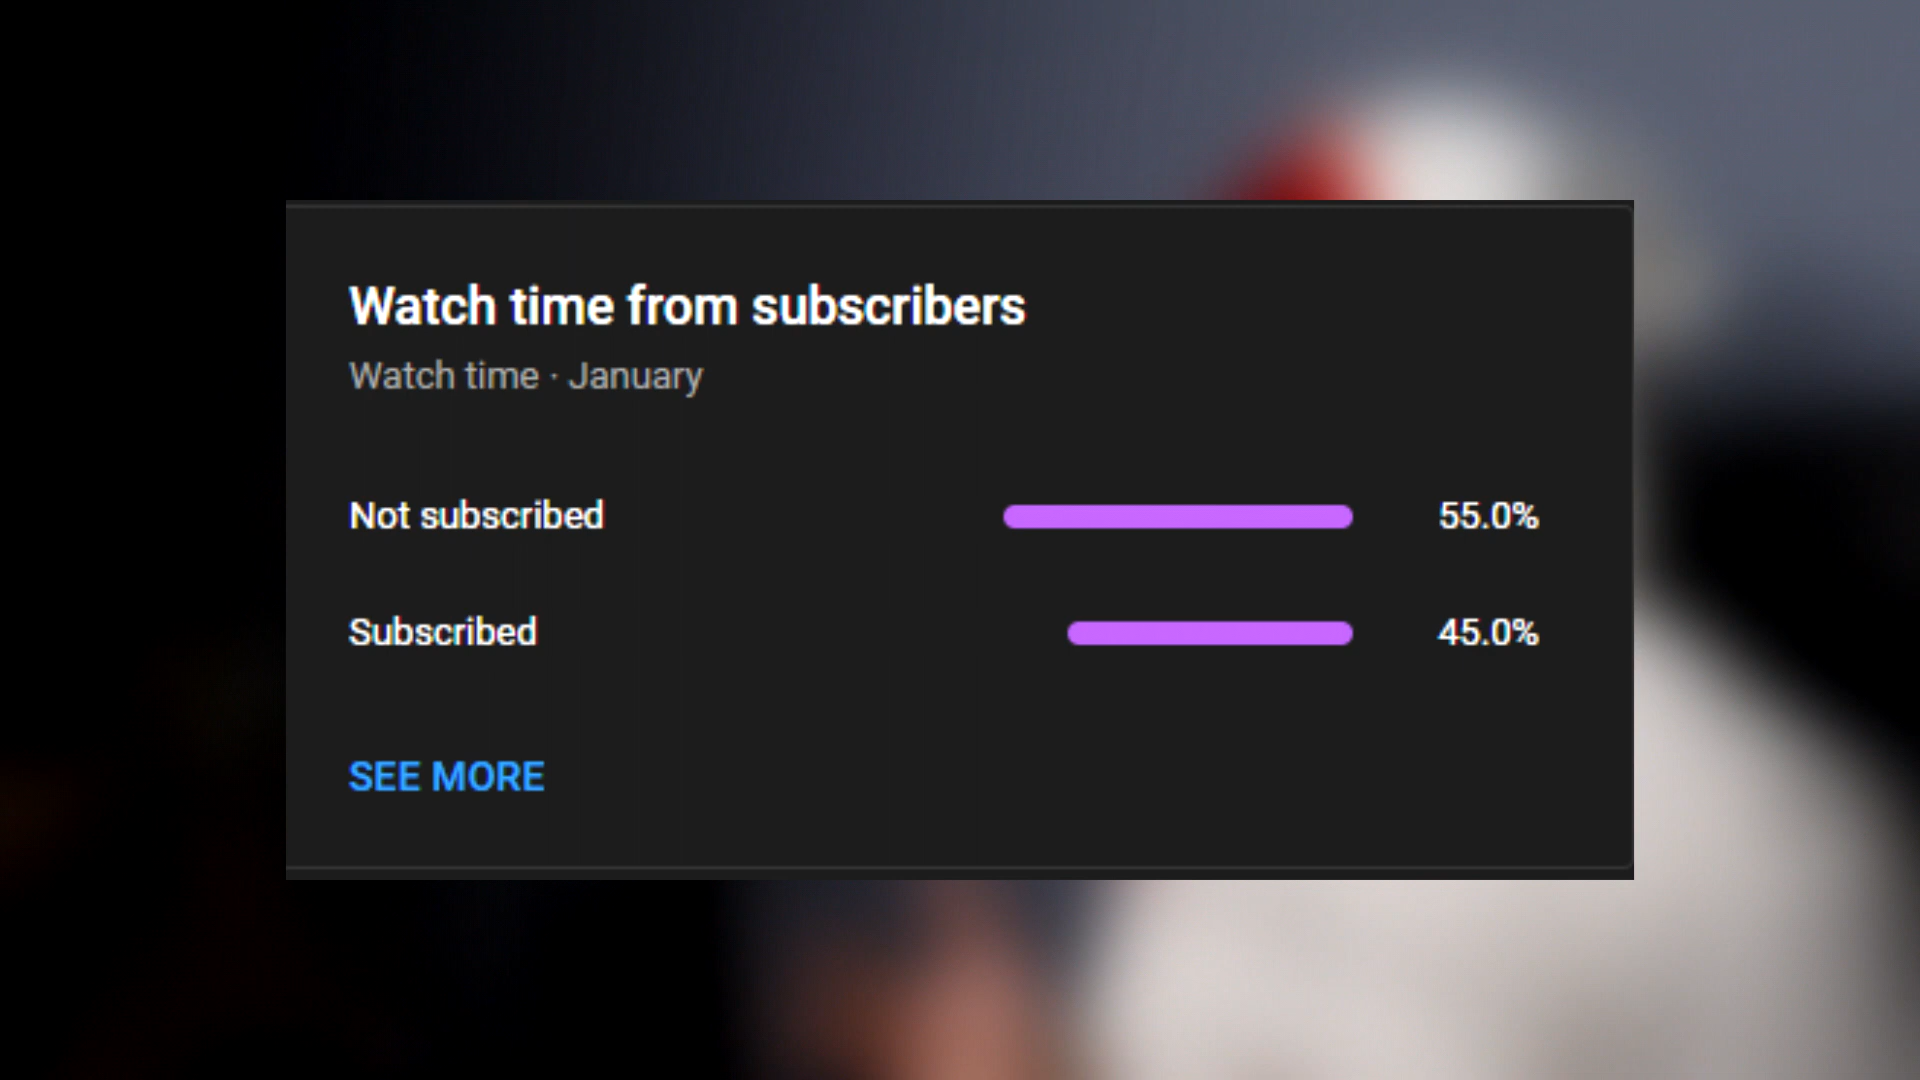 Watch time from subscribers
Watch time · January
Not subscribed 55.0%
Subscribed 45.0%
SEE MORE